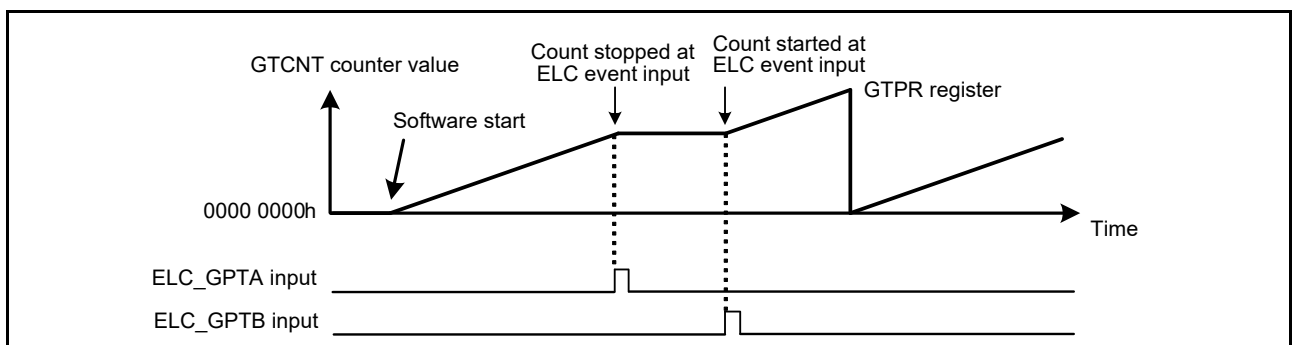 Count stopped at
ELC event input
Count started at
ELC event input
GTCNT counter value
GTPR register
Software start
0000 0000h
Time
ELC_GPTA input
ELC_GPTB input